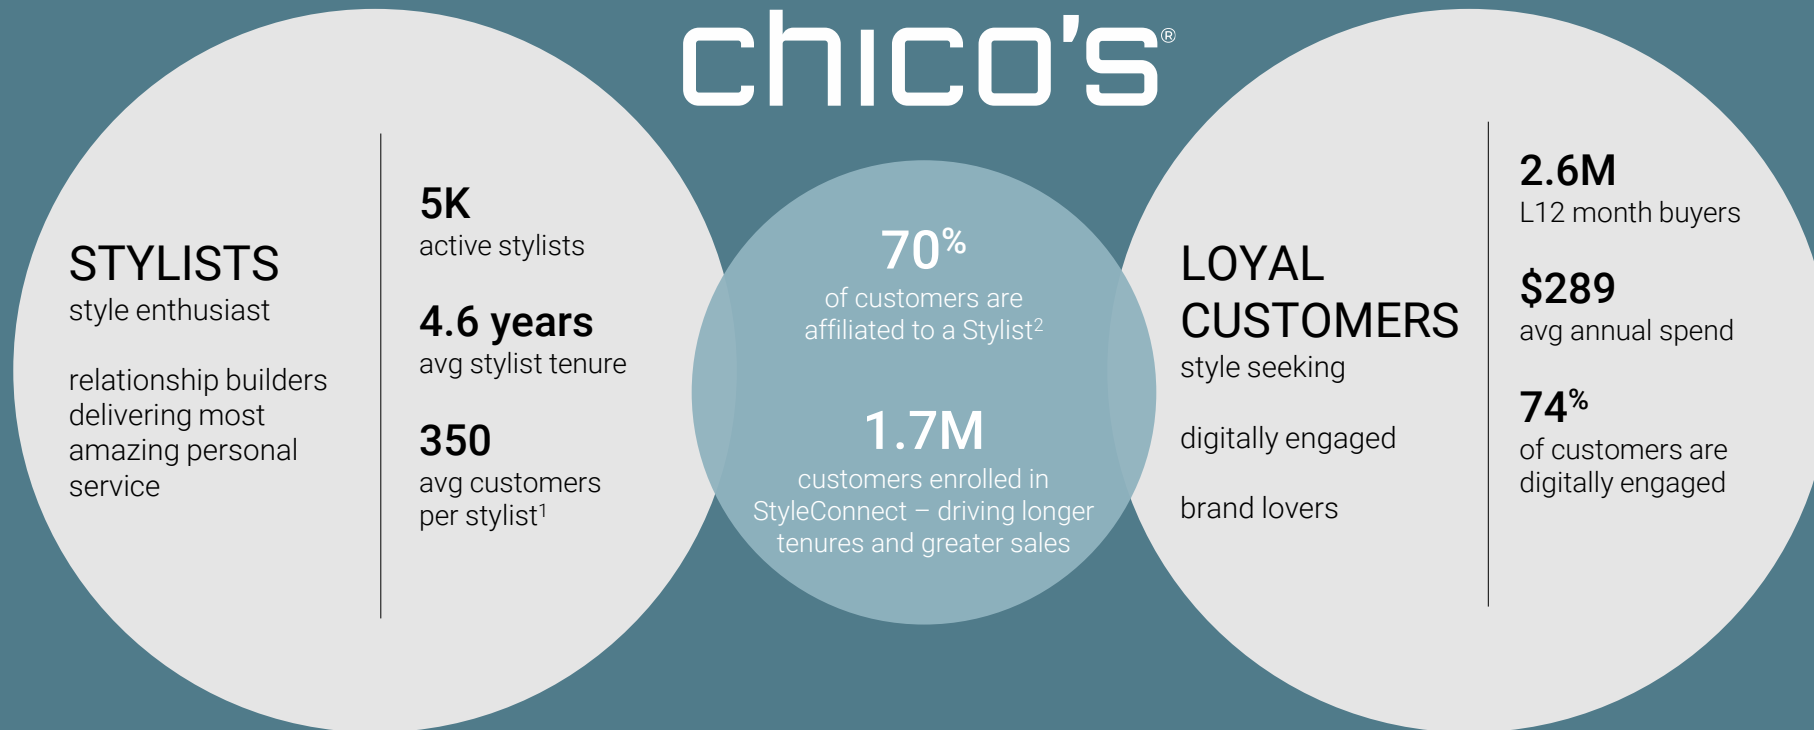 chico's®
STYLISTS
style enthusiast
relationship builders
delivering most
amazing personal
service
5K
active stylists
4.6 years
avg stylist tenure
350
avg customers
per stylist1
70%
of customers are
affiliated to a Stylist2
1.7M
customers enrolled in
StyleConnect – driving longer
tenures and greater sales
LOYAL
CUSTOMERS
style seeking
digitally engaged
brand lovers
2.6M
L12 month buyers
$289
avg annual spend
74%
of customers are
digitally engaged